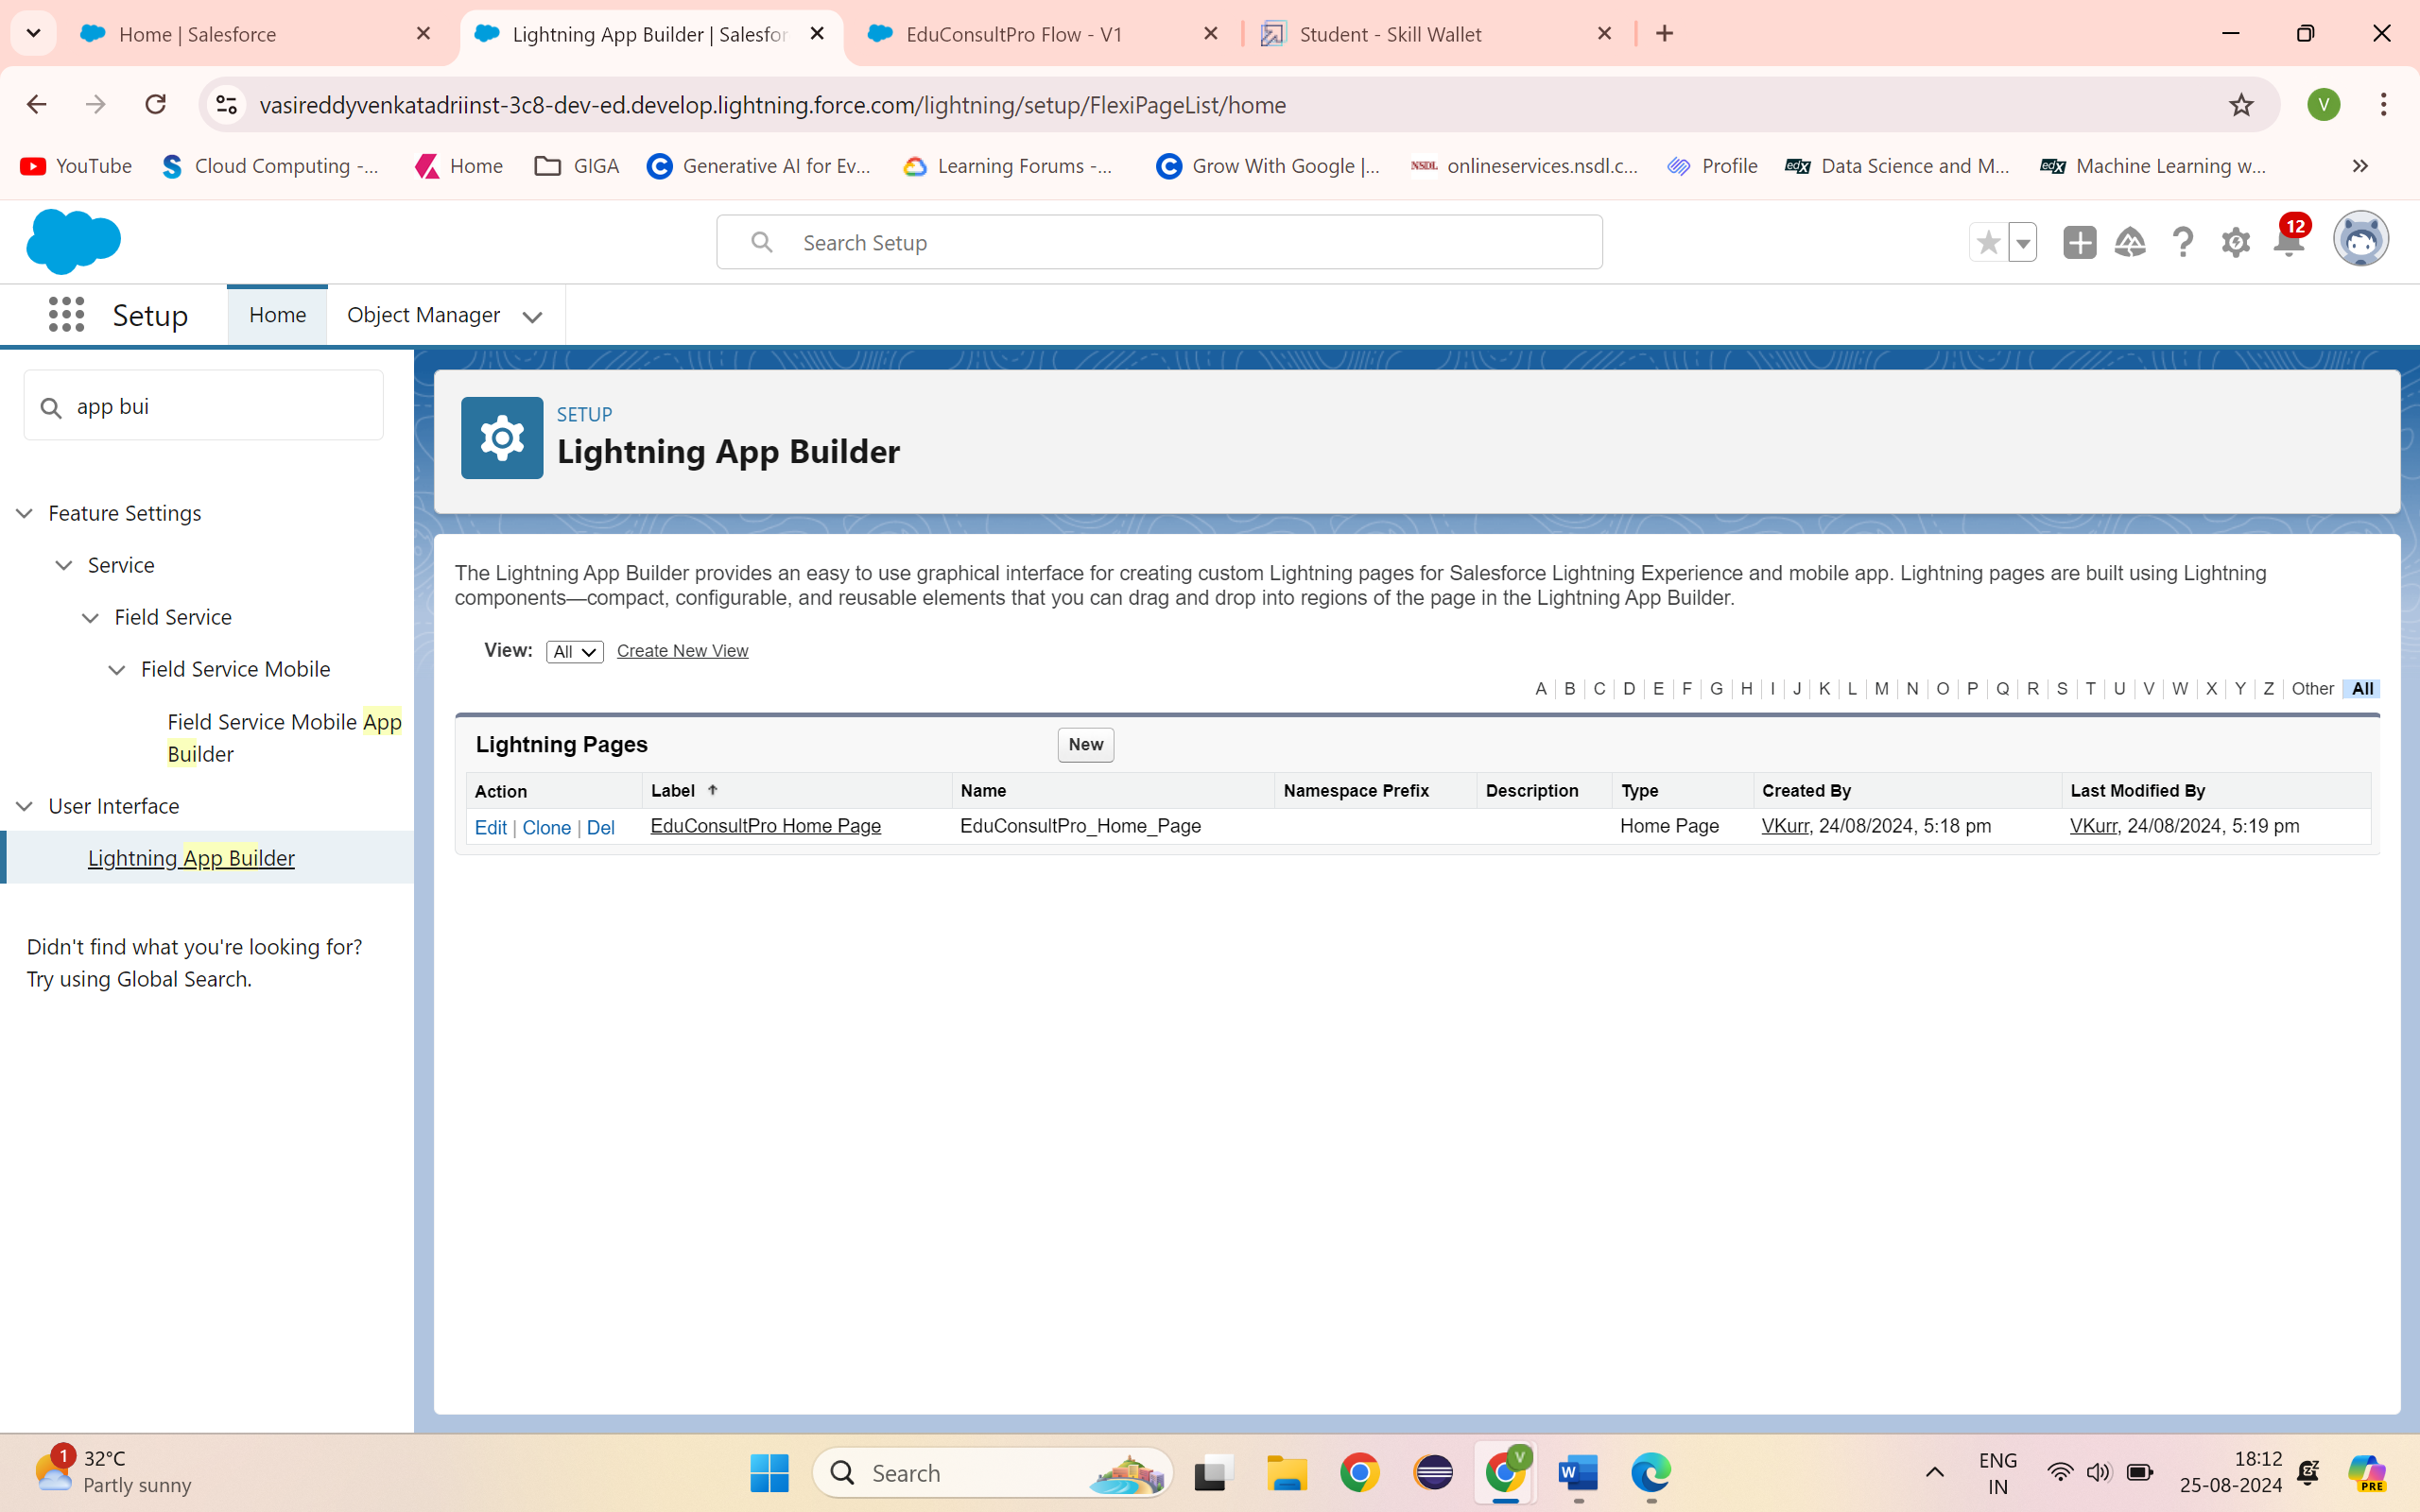 Home | Salesforce
Lightning App Builder | Salesfor
EduConsultPro Flow - V1
Student - Skill Wallet
vasireddyvenkatadriinst-3c8-dev-ed.develop.lightning.force.com/lightning/setup/FlexiPageList/home
V
YouTube
Cloud Computing -...
Home
GIGA
Generative AI for Ev...
Learning Forums -...
Grow With Google |...
NSDL onlineservices.nsdl.c...
Profile
edX Data Science and M...
edX Machine Learning w...
Search Setup
12
Setup
Home
Object Manager
app bui
Feature Settings
Service
Field Service
Field Service Mobile
Field Service Mobile App
Builder
User Interface
Lightning App Builder
Didn't find what you're looking for?
Try using Global Search.
SETUP
Lightning App Builder
The Lightning App Builder provides an easy to use graphical interface for creating custom Lightning pages for Salesforce Lightning Experience and mobile app. Lightning pages are built using Lightning
components—compact, configurable, and reusable elements that you can drag and drop into regions of the page in the Lightning App Builder.
View: All Create New View
A | B | C | D | E | F | G | H | I | J | K | L | M | N | O | P | Q | R | S | T | U | V | W | X | Y | Z | Other All
Lightning Pages New
Action Label Name Namespace Prefix Description Type Created By Last Modified By
Edit | Clone | Del EduConsultPro Home Page EduConsultPro_Home_Page Home Page VKurr, 24/08/2024, 5:18 pm VKurr, 24/08/2024, 5:19 pm
1
32°C
Partly sunny
Search
V
W
ENG
IN
18:12
25-08-2024
PRE